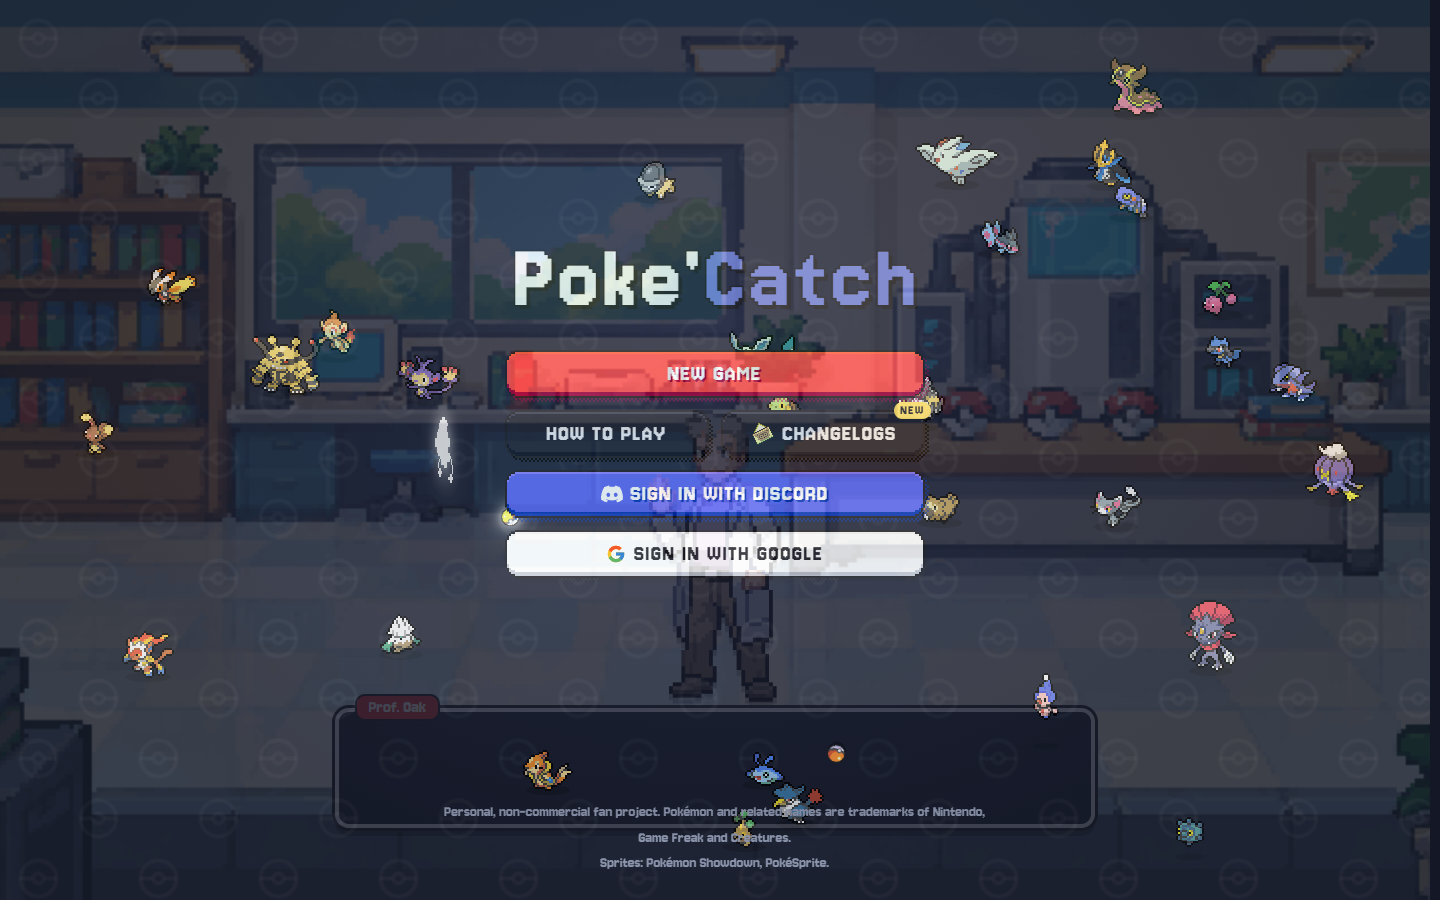 Poke'Catch
NEW GAME
NEW
HOW TO PLAY
CHANGELOGS
SIGN IN WITH DISCORD
SIGN IN WITH GOOGLE
Prof. Oak
Personal, non-commercial fan project. Pokémon and related names are trademarks of Nintendo,
Game Freak and Creatures.
Sprites: Pokémon Showdown, PokéSprite.